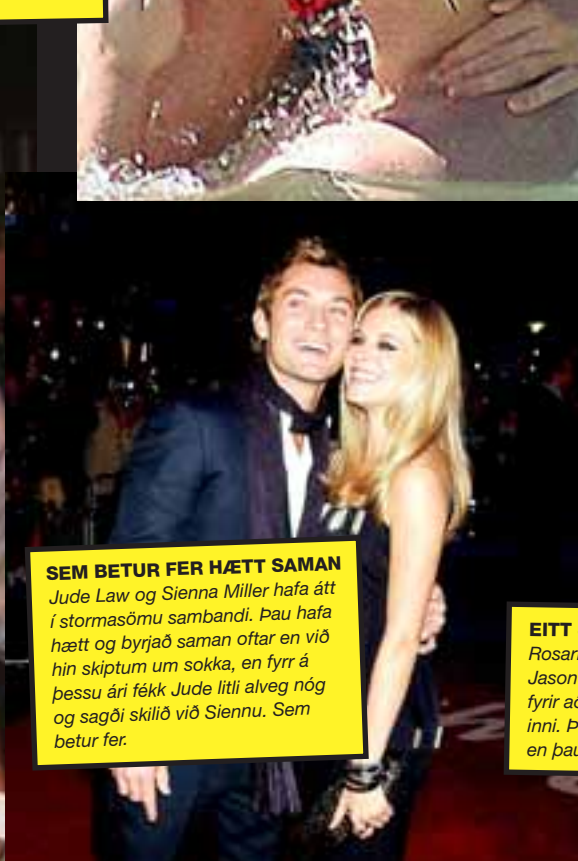 SEM BETUR FER HÆTT SAMAN
Jude Law og Sienna Miller hafa átt
í stormasömu sambandi. Þau hafa
hætt og byrjað saman oftar en við
hin skiptum um sokka, en fyrr á
þessu ári fékk Jude litli alveg nóg
og sagði skilið við Siennu. Sem
betur fer.
EITT
Jason
fyrir
inni.
en þau